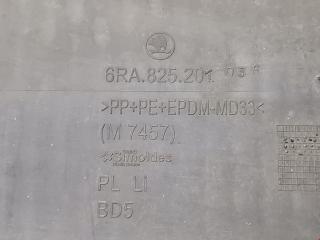 6RA.825.201
>PP+PE+EPDM-MD33<
(M 7457)
Simoldes
PL LI
BD5